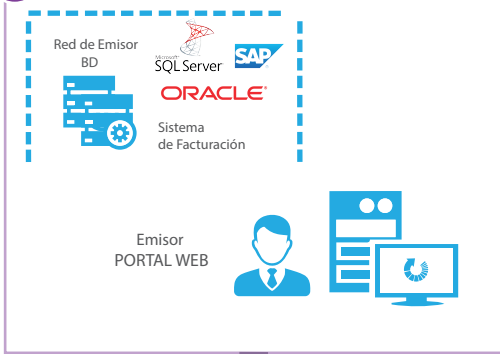 Red de Emisor
BD
Microsoft
SQL Server
SAP
ORACLE
Sistema
de Facturación
Emisor
PORTAL WEB